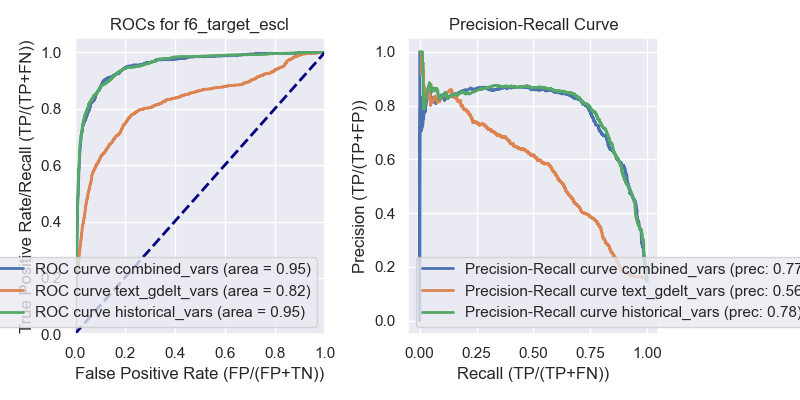 ROCs for f6_target_escl
True Positive Rate/Recall (TP/(TP+FN))
1.0
0.8
0.6
0.4
0.2
0.0
ROC curve combined_vars (area = 0.95)
ROC curve text_gdelt_vars (area = 0.82)
ROC curve historical_vars (area = 0.95)
0.0 0.2 0.4 0.6 0.8 1.0
False Positive Rate (FP/(FP+TN))
Precision-Recall Curve
Precision (TP/(TP+FP))
1.0
0.8
0.6
0.4
0.2
0.0
Precision-Recall curve combined_vars (prec: 0.77
Precision-Recall curve text_gdelt_vars (prec: 0.56
Precision-Recall curve historical_vars (prec: 0.78)
0.00 0.25 0.50 0.75 1.00
Recall (TP/(TP+FN))